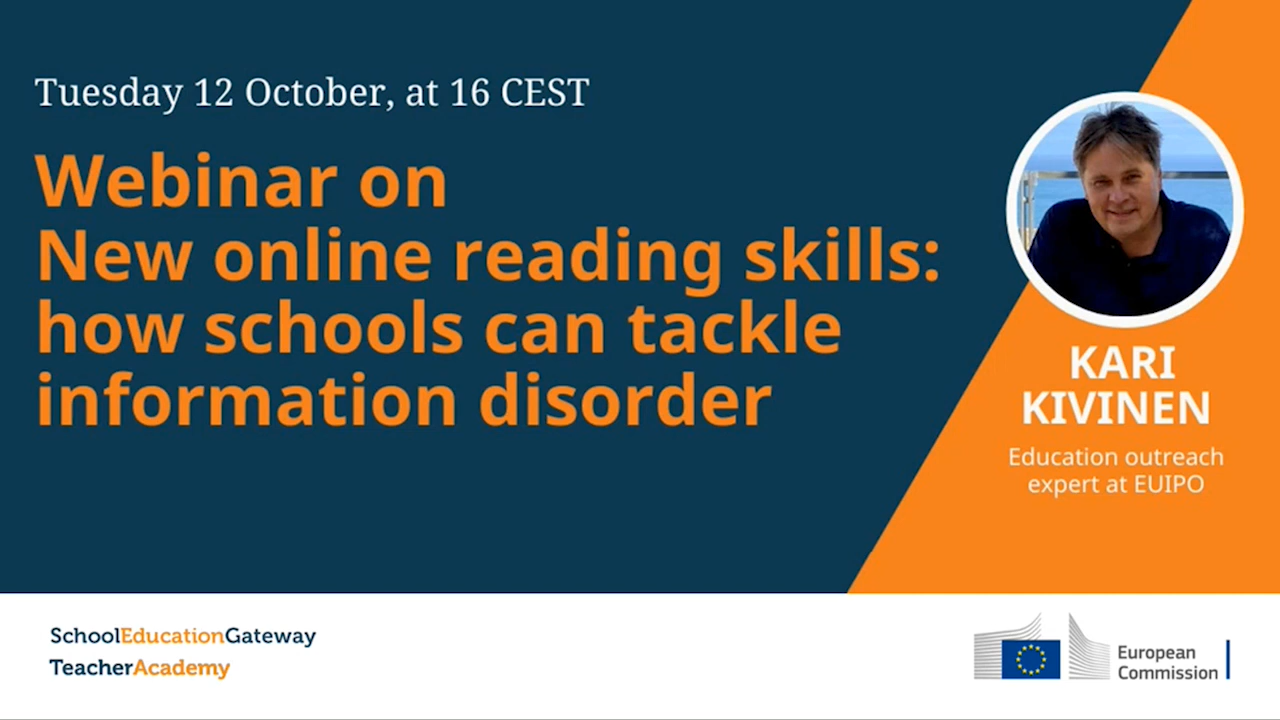 Tuesday 12 October, at 16 CEST
Webinar on
New online reading skills:
how schools can tackle
information disorder
KARI
KIVINEN
Education outreach
expert at EUIPO
SchoolEducationGateway
TeacherAcademy
European
Commission